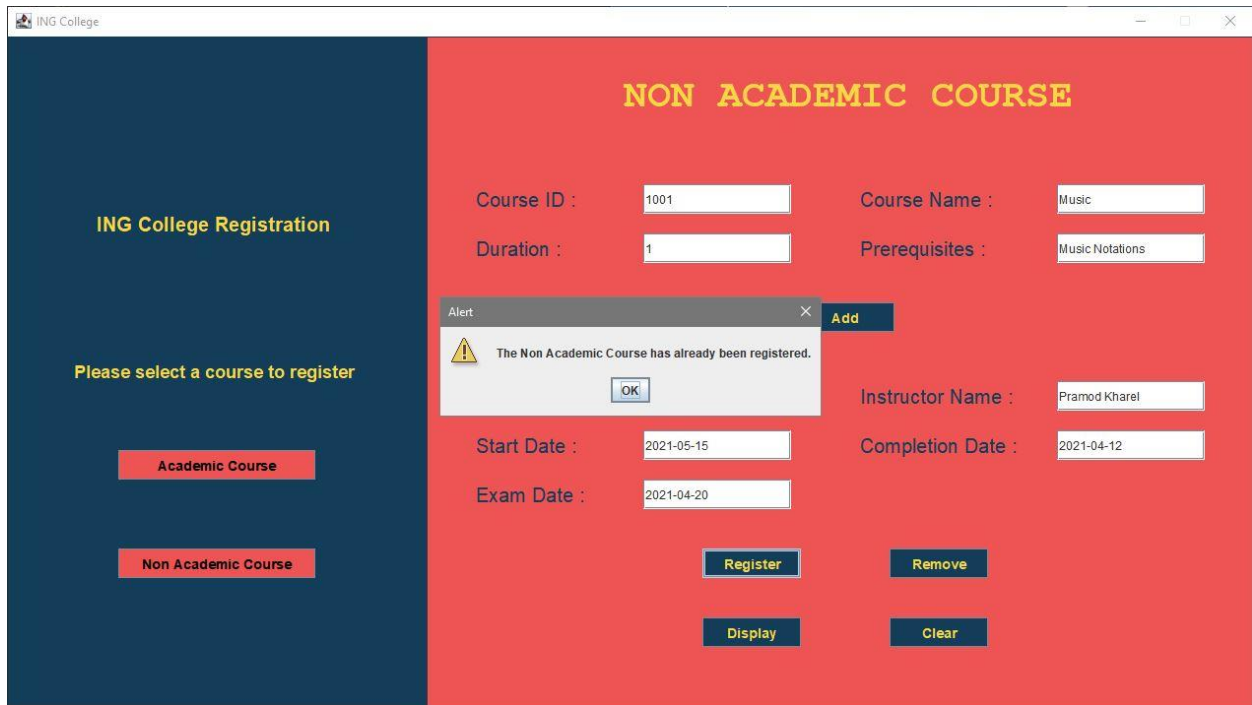 ING College
NON ACADEMIC COURSE
ING College Registration
Please select a course to register
Academic Course
Non Academic Course
Course ID : 1001 Course Name : Music
Duration : 1 Prerequisites : Music Notations
Add
Alert
The Non Academic Course has already been registered.
OK
Instructor Name : Pramod Kharel
Start Date : 2021-05-15 Completion Date : 2021-04-12
Exam Date : 2021-04-20
Register Remove
Display Clear